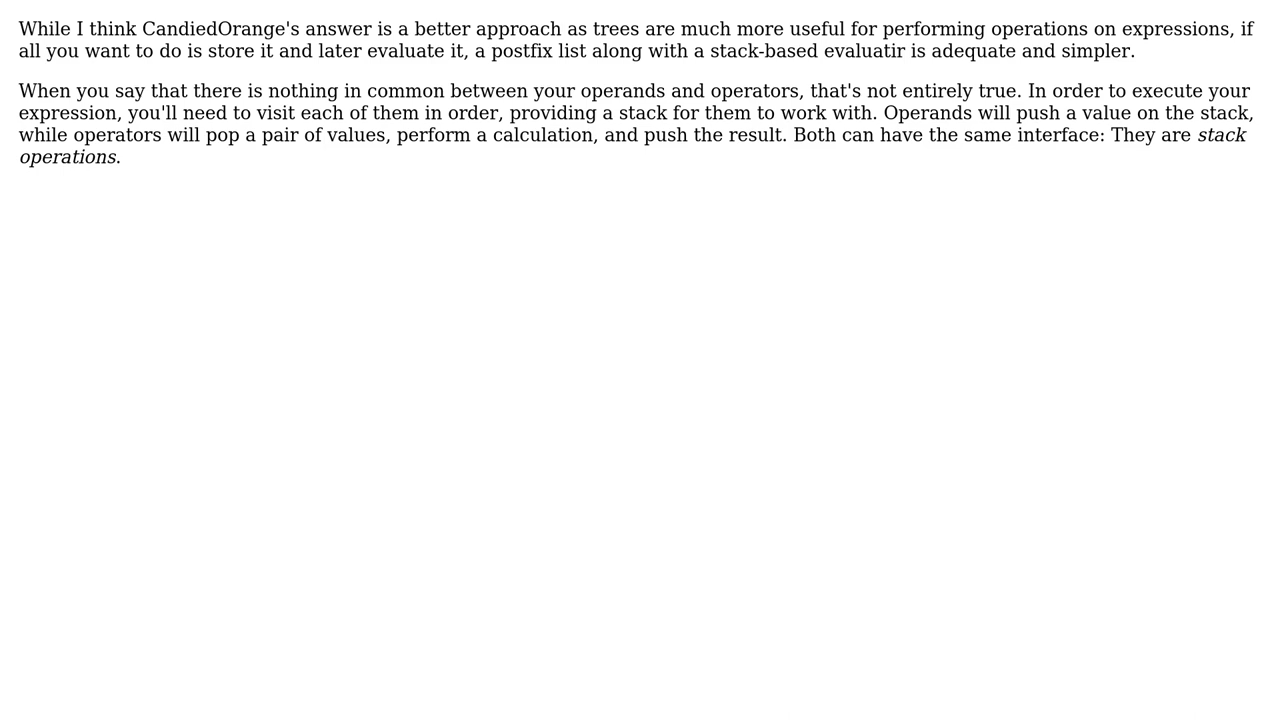 While I think CandiedOrange's answer is a better approach as trees are much more useful for performing operations on expressions, if
all you want to do is store it and later evaluate it, a postfix list along with a stack-based evaluatir is adequate and simpler.
When you say that there is nothing in common between your operands and operators, that's not entirely true. In order to execute your
expression, you'll need to visit each of them in order, providing a stack for them to work with. Operands will push a value on the stack,
while operators will pop a pair of values, perform a calculation, and push the result. Both can have the same interface: They are stack
operations.